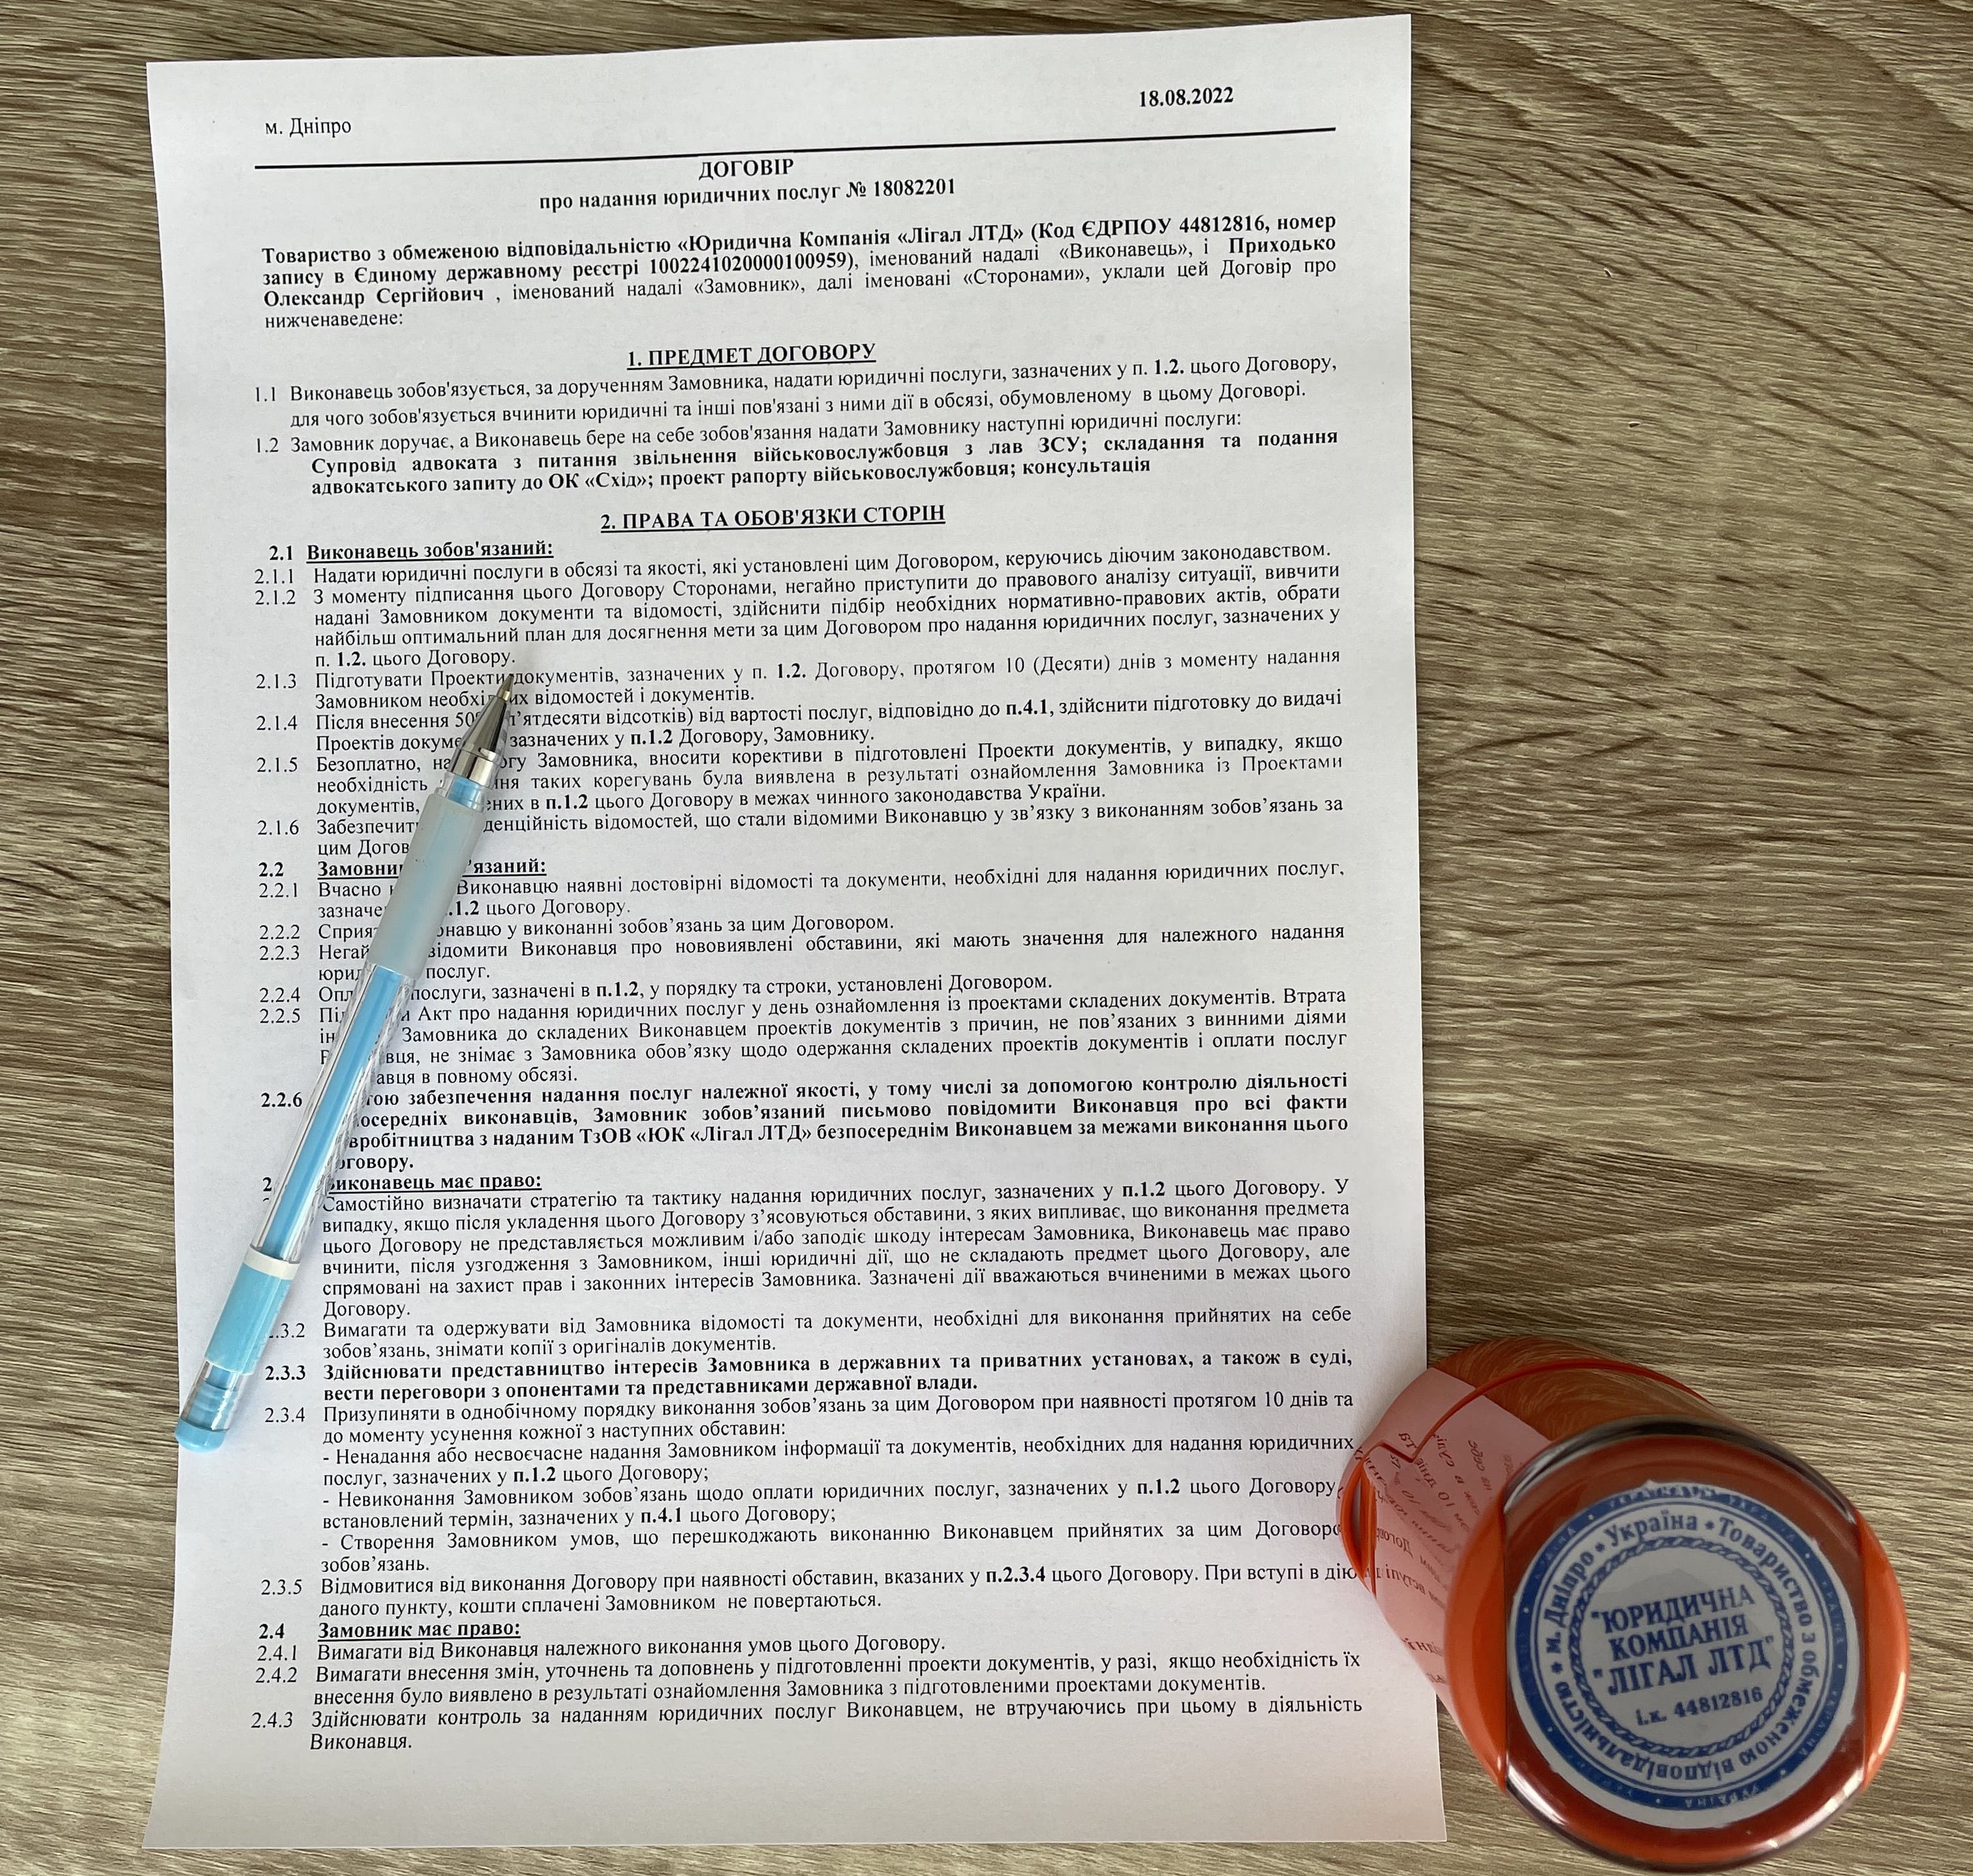 18.08.2022
м. Дніпро
ДОГОВІР
про надання юридичних послуг № 18082201
Товариство з обмеженою відповідальністю «Юридична Компанія «Лігал ЛТД» (Код ЄДРПОУ 44812816, номер
запису в Єдиному державному реєстрі 1002241020000100959), іменований надалі «Виконавець», і Приходько
Олександр Сергійович , іменований надалі «Замовник», далі іменовані «Сторонами», уклали цей Договір про
нижченаведене:
1. ПРЕДМЕТ ДОГОВОРУ
1.1 Виконавець зобов'язується, за дорученням Замовника, надати юридичні послуги, зазначених у п. 1.2. цього Договору,
для чого зобов'язується вчинити юридичні та інші пов'язані з ними дії в обсязі, обумовленому в цьому Договорі.
1.2 Замовник доручає, а Виконавець бере на себе зобов'язання надати Замовнику наступні юридичні послуги:
Супровід адвоката з питання звільнення військовослужбовця з лав ЗСУ; складання та подання
адвокатського запиту до ОК «Схід»; проект рапорту військовослужбовця; консультація
2. ПРАВА ТА ОБОВ'ЯЗКИ СТОРІН
2.1 Виконавець зобов'язаний:
2.1.1 Надати юридичні послуги в обсязі та якості, які установлені цим Договором, керуючись діючим законодавством.
2.1.2 З моменту підписання цього Договору Сторонами, негайно приступити до правового аналізу ситуації, вивчити
надані Замовником документи та відомості, здійснити підбір необхідних нормативно-правових актів, обрати
найбільш оптимальний план для досягнення мети за цим Договором про надання юридичних послуг, зазначених у
п. 1.2. цього Договору.
2.1.3 Підготувати Проекти документів, зазначених у п. 1.2. Договору, протягом 10 (Десяти) днів з моменту надання
Замовником необхідних відомостей і документів.
2.1.4 Після внесення 50 п'ятдесяти відсотків) від вартості послуг, відповідно до п.4.1, здійснити підготовку до видачі
Проектів докуме зазначених у п.1.2 Договору, Замовнику.
2.1.5 Безоплатно, на огу Замовника, вносити корективи в підготовлені Проекти документів, у випадку, якщо
необхідність ння таких корегувань була виявлена в результаті ознайомлення Замовника із Проектами
документів, ених в п.1.2 цього Договору в межах чинного законодавства України.
2.1.6 Забезпечит денційність відомостей, що стали відомими Виконавцю у зв’язку з виконанням зобов’язань за
цим Догов
2.2 Замовни ’язаний:
2.2.1 Вчасно Виконавцю наявні достовірні відомості та документи, необхідні для надання юридичних послуг,
зазначе .1.2 цього Договору.
2.2.2 Сприя онавцю у виконанні зобов’язань за цим Договором.
2.2.3 Негай відомити Виконавця про нововиявлені обставини, які мають значення для належного надання
юрид послуг.
2.2.4 Опл послуги, зазначені в п.1.2, у порядку та строки, установлені Договором.
2.2.5 Під и Акт про надання юридичних послуг у день ознайомлення із проектами складених документів. Втрата
ін Замовника до складених Виконавцем проектів документів з причин, не пов’язаних з винними діями
вця, не знімає з Замовника обов’язку щодо одержання складених проектів документів і оплати послуг
авця в повному обсязі.
2.2.6 тою забезпечення надання послуг належної якості, у тому числі за допомогою контролю діяльності
осередніх виконавців, Замовник зобов’язаний письмово повідомити Виконавця про всі факти
вробітництва з наданим ТзОВ «ЮК «Лігал ЛТД» безпосереднім Виконавцем за межами виконання цього
оговору.
2 Виконавець має право:
Самостійно визначати стратегію та тактику надання юридичних послуг, зазначених у п.1.2 цього Договору. У
випадку, якщо після укладення цього Договору з’ясовуються обставини, з яких випливає, що виконання предмета
цього Договору не представляється можливим і/або заподіє шкоду інтересам Замовника, Виконавець має право
вчинити, після узгодження з Замовником, інші юридичні дії, що не складають предмет цього Договору, але
спрямовані на захист прав і законних інтересів Замовника. Зазначені дії вважаються вчиненими в межах цього
Договору.
.3.2 Вимагати та одержувати від Замовника відомості та документи, необхідні для виконання прийнятих на себе
зобов’язань, знімати копії з оригіналів документів.
2.3.3 Здійснювати представництво інтересів Замовника в державних та приватних установах, а також в суді,
вести переговори з опонентами та представниками державної влади.
2.3.4 Призупиняти в однобічному порядку виконання зобов’язань за цим Договором при наявності протягом 10 днів та
до моменту усунення кожної з наступних обставин:
- Ненадання або несвоєчасне надання Замовником інформації та документів, необхідних для надання юридичних
послуг, зазначених у п.1.2 цього Договору;
- Невиконання Замовником зобов’язань щодо оплати юридичних послуг, зазначених у п.1.2 цього Договору
встановлений термін, зазначених у п.4.1 цього Договору;
- Створення Замовником умов, що перешкоджають виконанню Виконавцем прийнятих за цим Договоро
зобов’язань.
2.3.5 Відмовитися від виконання Договору при наявності обставин, вказаних у п.2.3.4 цього Договору. При вступі в дію
даного пункту, кошти сплачені Замовником не повертаються.
2.4 Замовник має право:
2.4.1 Вимагати від Виконавця належного виконання умов цього Договору.
2.4.2 Вимагати внесення змін, уточнень та доповнень у підготовленні проекти документів, у разі, якщо необхідність їх
внесення було виявлено в результаті ознайомлення Замовника з підготовленими проектами документів.
2.4.3 Здійснювати контроль за наданням юридичних послуг Виконавцем, не втручаючись при цьому в діяльність
Виконавця.
м. Дніпро * Україна * Товариство з обмеженою відповідальністю *
"ЮРИДИЧНА
КОМПАНІЯ
"ЛІГАЛ ЛТД"
і.к. 44812816